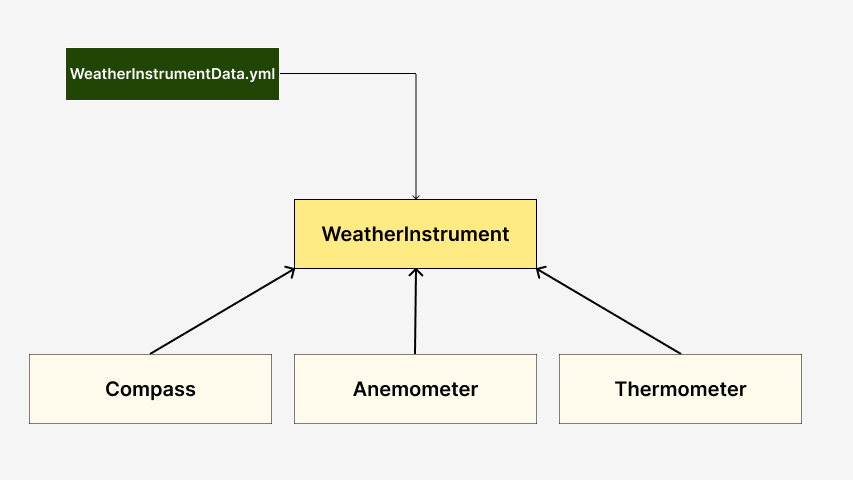 WeatherInstrumentData.yml
WeatherInstrument
Compass
Anemometer
Thermometer